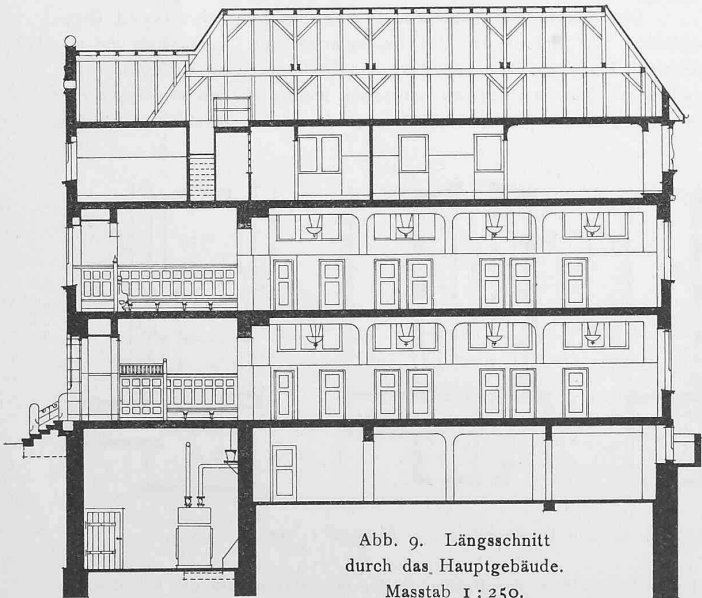 Abb. 9. Längsschnitt
durch das Hauptgebäude.
Masstab 1 : 250.